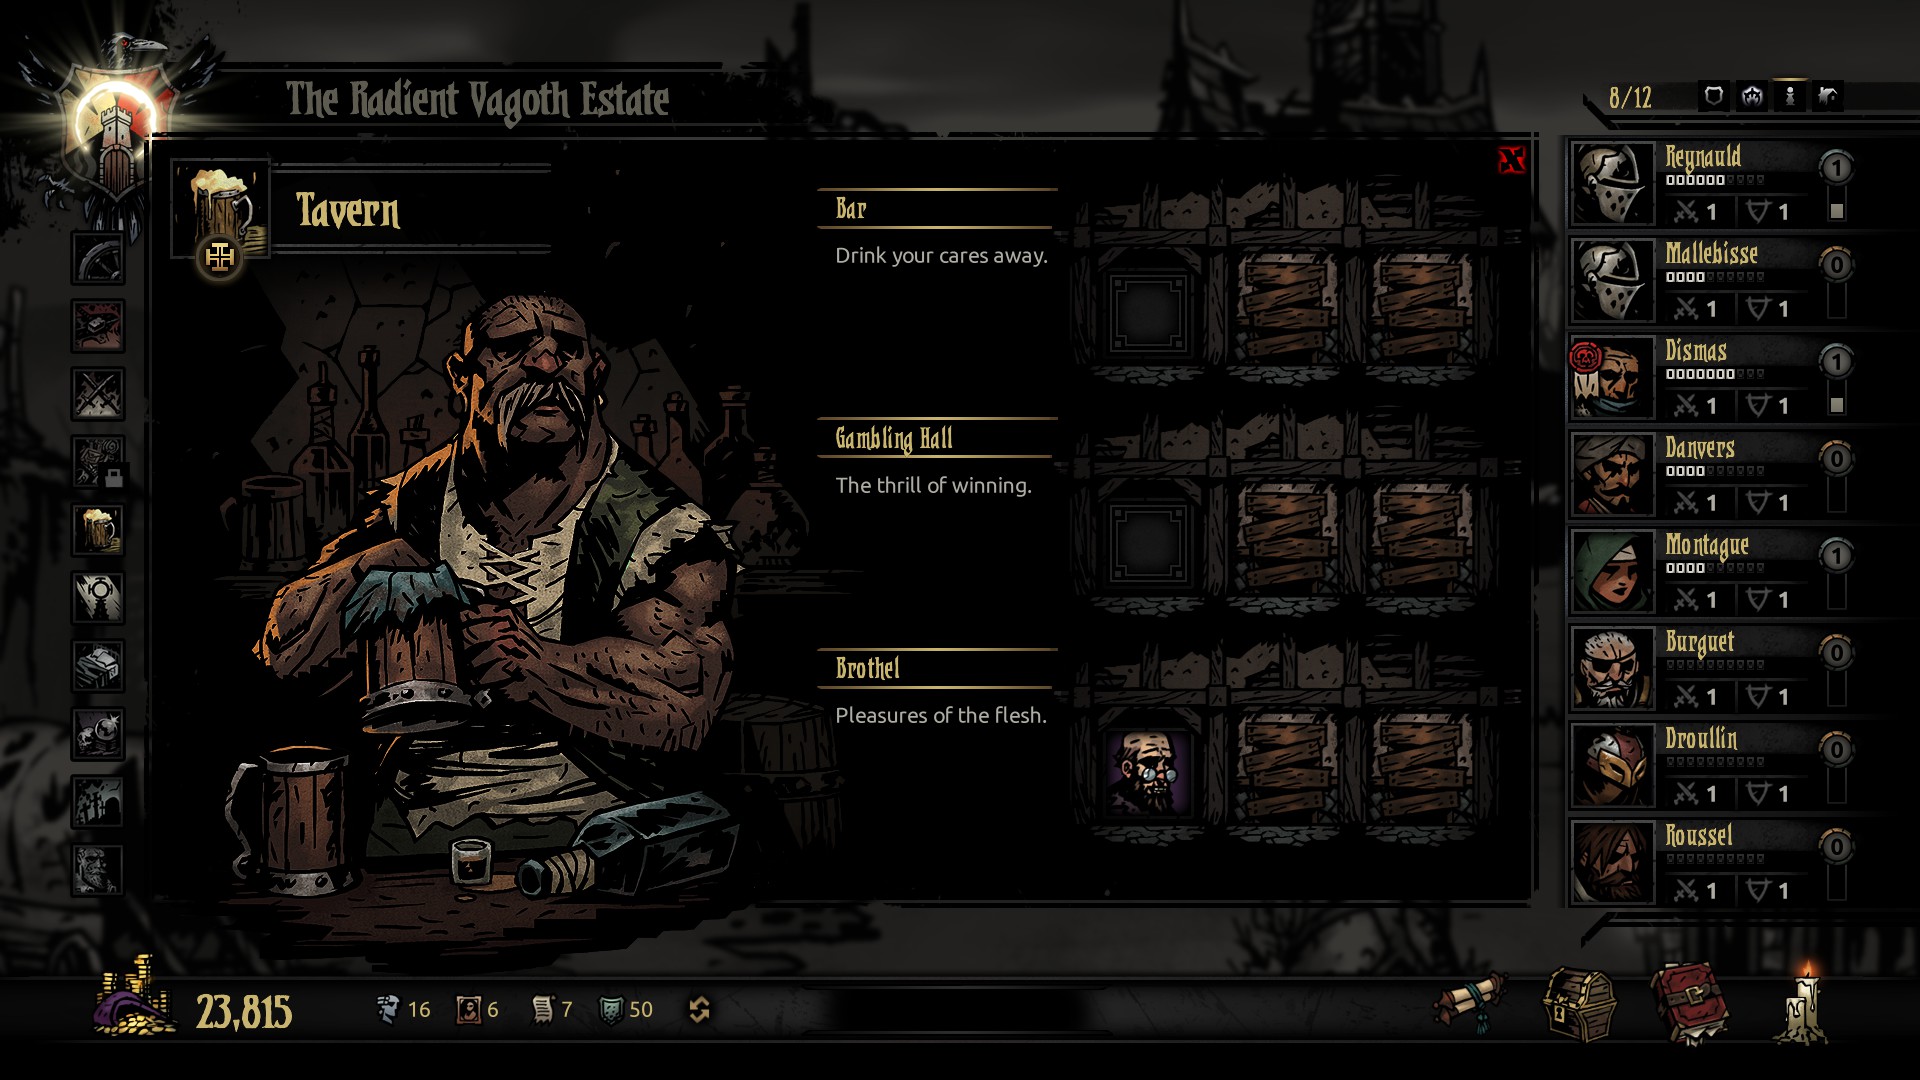 The Radient Vagoth Estate
8/12
Tavern
Bar
Drink your cares away.
Gambling Hall
The thrill of winning.
Brothel
Pleasures of the flesh.
Reynauld
1
1 1
Mallebisse
0
1 1
Dismas
1
1 1
Danvers
0
1 1
Montague
1
1 1
Burguet
0
1 1
Droullin
0
1 1
Roussel
0
1 1
23,815
16 6 7 50